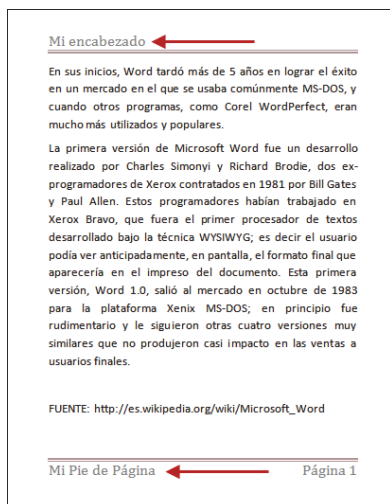 Mi encabezado
En sus inicios, Word tardó más de 5 años en lograr el éxito
en un mercado en el que se usaba comúnmente MS-DOS, y
cuando otros programas, como Corel WordPerfect, eran
mucho más utilizados y populares.
La primera versión de Microsoft Word fue un desarrollo
realizado por Charles Simonyi y Richard Brodie, dos ex-
programadores de Xerox contratados en 1981 por Bill Gates
y Paul Allen. Estos programadores habían trabajado en
Xerox Bravo, que fuera el primer procesador de textos
desarrollado bajo la técnica WYSIWYG; es decir el usuario
podía ver anticipadamente, en pantalla, el formato final que
aparecería en el impreso del documento. Esta primera
versión, Word 1.0, salió al mercado en octubre de 1983
para la plataforma Xenix MS-DOS; en principio fue
rudimentario y le siguieron otras cuatro versiones muy
similares que no produjeron casi impacto en las ventas a
usuarios finales.
FUENTE: http://es.wikipedia.org/wiki/Microsoft_Word
Mi Pie de Página Página 1